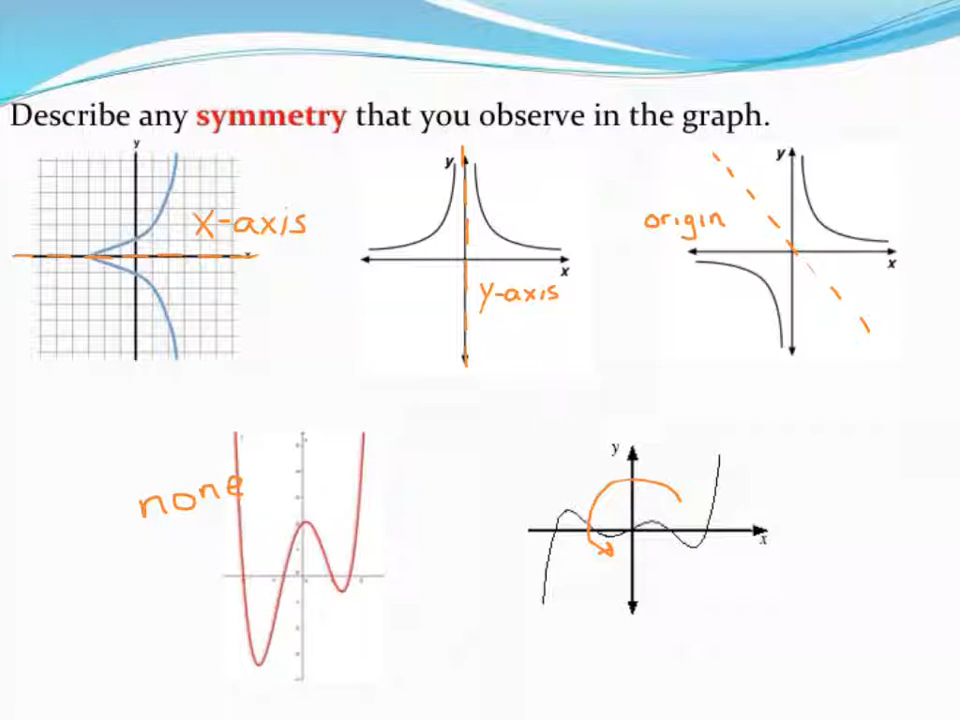 Describe any symmetry that you observe in the graph.
y
x-axis
x
y
y-axis
x
y
origin
x
none
y
x